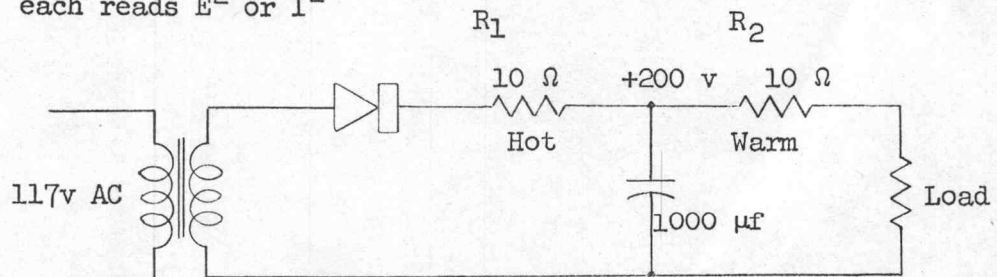 each reads E² or I²
R₁
R₂
10 Ω
+200 v
10 Ω
Hot
Warm
117v AC
Load
1000 μf